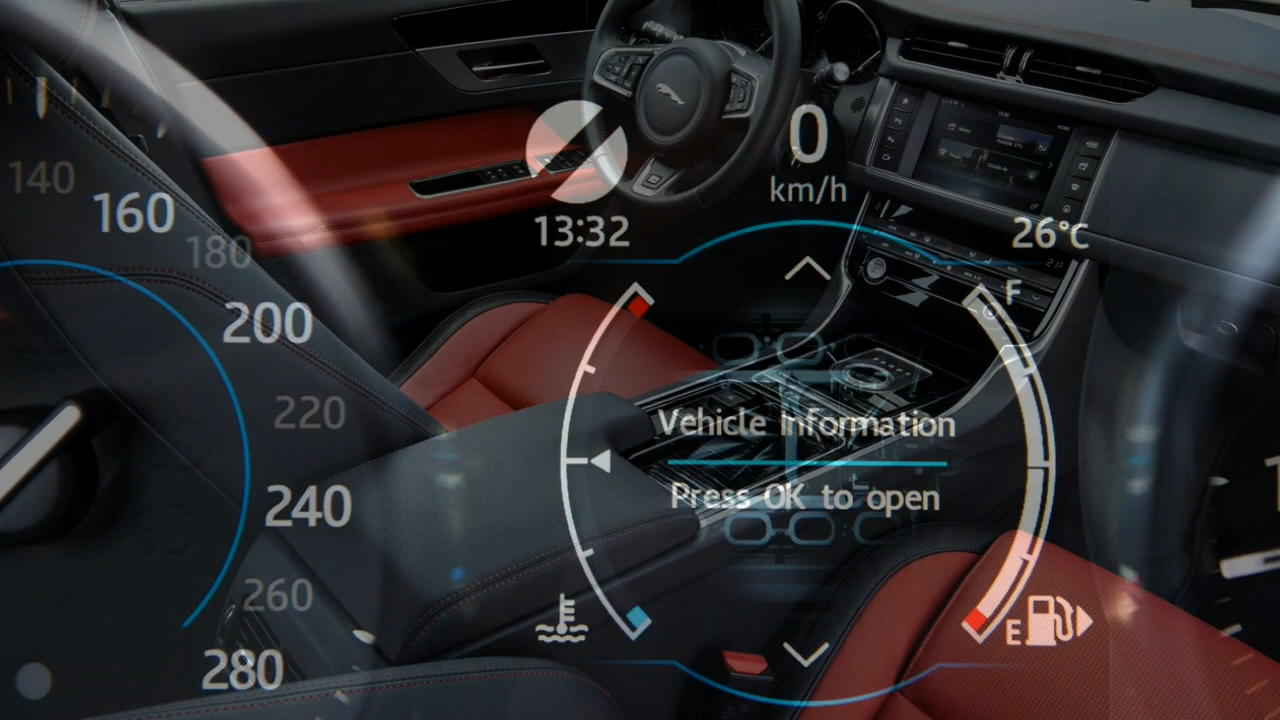 0
km/h
13:32
26°C
140
160
180
200
220
240
260
280
F
Vehicle Information
Press OK to open
E